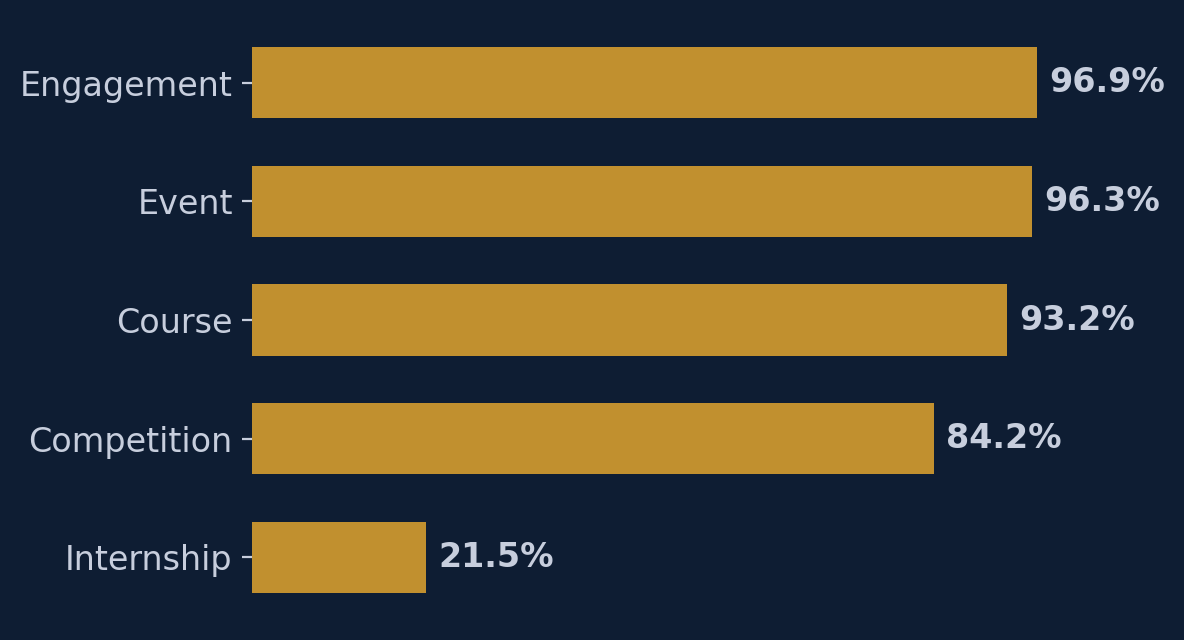 Engagement 96.9%
Event 96.3%
Course 93.2%
Competition 84.2%
Internship 21.5%